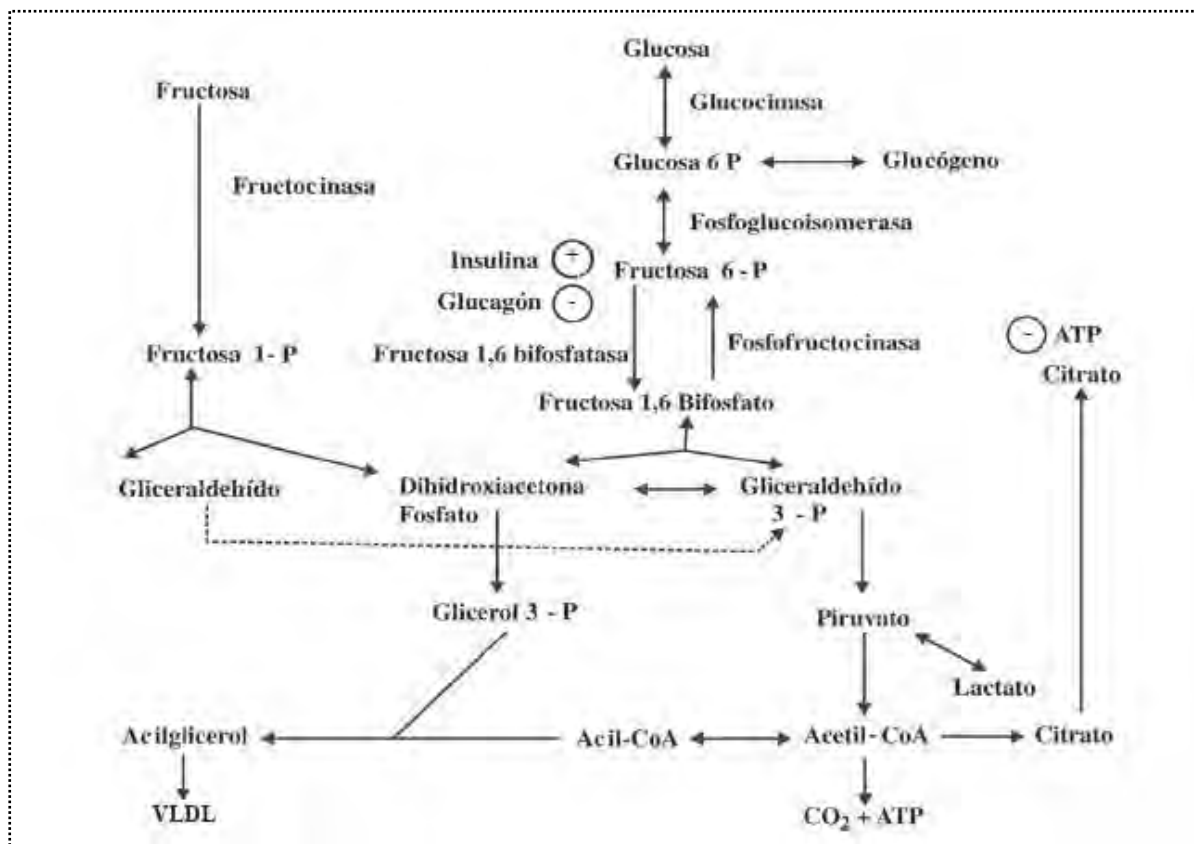 Glucosa
Fructosa
Glucocinasa
Glucosa 6 P
Glucógeno
Fructocinasa
Fosfoglucoisomerasa
Insulina +
Fructosa 6 - P
Glucagón -
- ATP
Fosfofructocinasa
Fructosa 1- P
Fructosa 1,6 bifosfatasa
Citrato
Fructosa 1,6 Bifosfato
Gliceraldehído
Dihidroxiacetona
Fosfato
Gliceraldehído
3 - P
Glicerol 3 - P
Piruvato
Lactato
Acilglicerol
Acil-CoA
Acetil-CoA
Citrato
VLDL
CO₂ + ATP